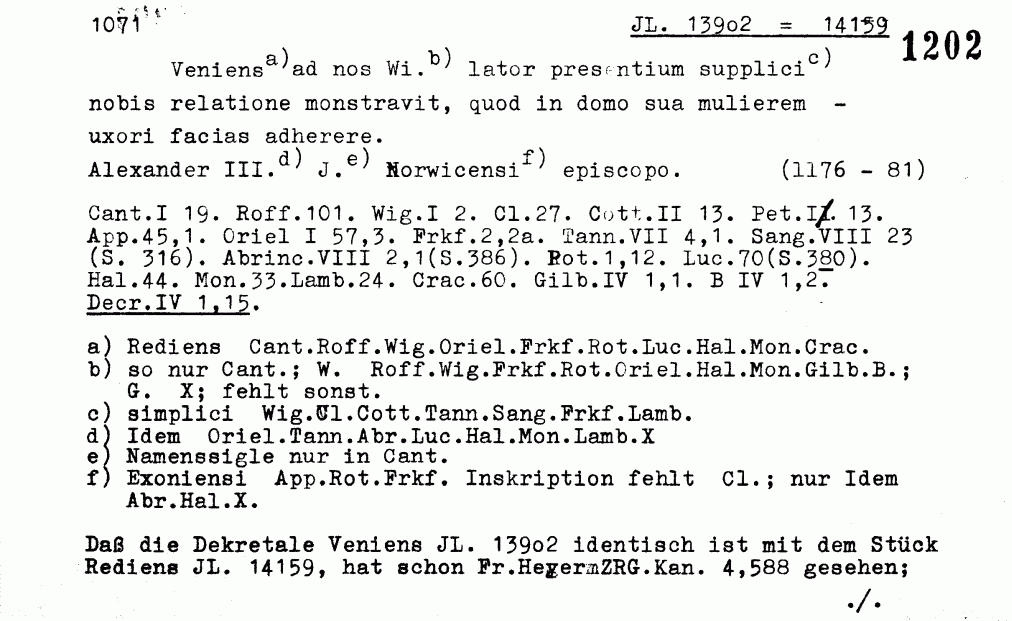 1071 JL. 139o2 = 14159 1202
Veniens a) ad nos Wi. b) lator presentium supplici c)
nobis relatione monstravit, quod in domo sua mulierem -
uxori facias adherere.
Alexander III. d) J. e) Norwicensi f) episcopo. (1176 - 81)
Cant.I 19. Roff.101. Wig.I 2. Cl.27. Cott.II 13. Pet.I. 13.
App.45,1. Oriel I 57,3. Frkf.2,2a. Tann.VII 4,1. Sang.VIII 23
(S. 316). Abrinc.VIII 2,1(S.386). Rot.1,12. Luc.70(S.380).
Hal.44. Mon.33.Lamb.24. Crac.60. Gilb.IV 1,1. B IV 1,2.
Decr.IV 1,15.
a) Rediens Cant.Roff.Wig.Oriel.Frkf.Rot.Luc.Hal.Mon.Crac.
b) so nur Cant.; W. Roff.Wig.Frkf.Rot.Oriel.Hal.Mon.Gilb.B.;
G. X; fehlt sonst.
c) simplici Wig.Cl.Cott.Tann.Sang.Frkf.Lamb.
d) Idem Oriel.Tann.Abr.Luc.Hal.Mon.Lamb.X
e) Namenssigle nur in Cant.
f) Exoniensi App.Rot.Frkf. Inskription fehlt Cl.; nur Idem
Abr.Hal.X.
Daß die Dekretale Veniens JL. 139o2 identisch ist mit dem Stück
Rediens JL. 14159, hat schon Fr. ZRG.Kan. 4,588 gesehen;
./.